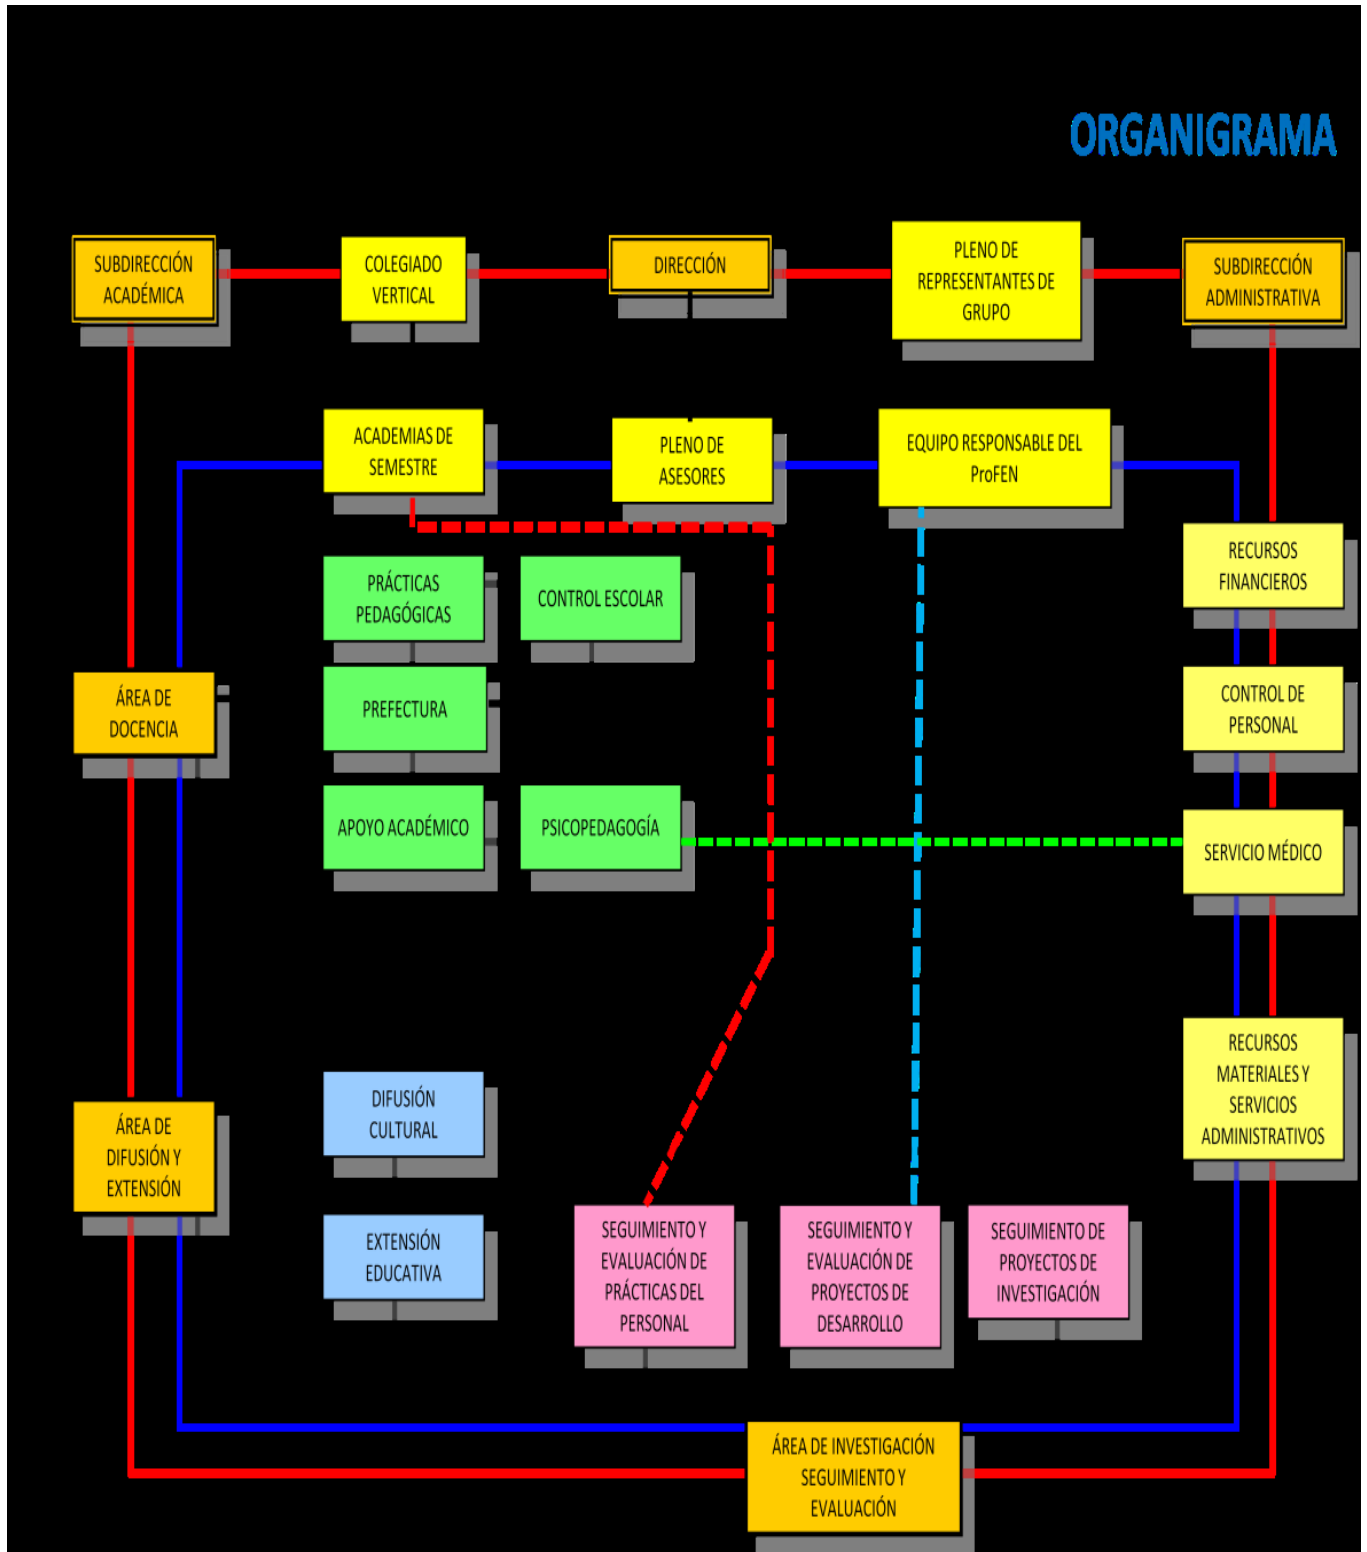 ORGANIGRAMA
SUBDIRECCIÓN
ACADÉMICA
COLEGIADO
VERTICAL
DIRECCIÓN
PLENO DE
REPRESENTANTES DE
GRUPO
SUBDIRECCIÓN
ADMINISTRATIVA
ACADEMIAS DE
SEMESTRE
PLENO DE
ASESORES
EQUIPO RESPONSABLE DEL
ProFEN
RECURSOS
FINANCIEROS
PRÁCTICAS
PEDAGÓGICAS
CONTROL ESCOLAR
ÁREA DE
DOCENCIA
PREFECTURA
CONTROL DE
PERSONAL
APOYO ACADÉMICO
PSICOPEDAGOGÍA
SERVICIO MÉDICO
RECURSOS
MATERIALES Y
SERVICIOS
ADMINISTRATIVOS
DIFUSIÓN
CULTURAL
ÁREA DE
DIFUSIÓN Y
EXTENSIÓN
EXTENSIÓN
EDUCATIVA
SEGUIMIENTO Y
EVALUACIÓN DE
PRÁCTICAS DEL
PERSONAL
SEGUIMIENTO Y
EVALUACIÓN DE
PROYECTOS DE
DESARROLLO
SEGUIMIENTO DE
PROYECTOS DE
INVESTIGACIÓN
ÁREA DE INVESTIGACIÓN
SEGUIMIENTO Y
EVALUACIÓN